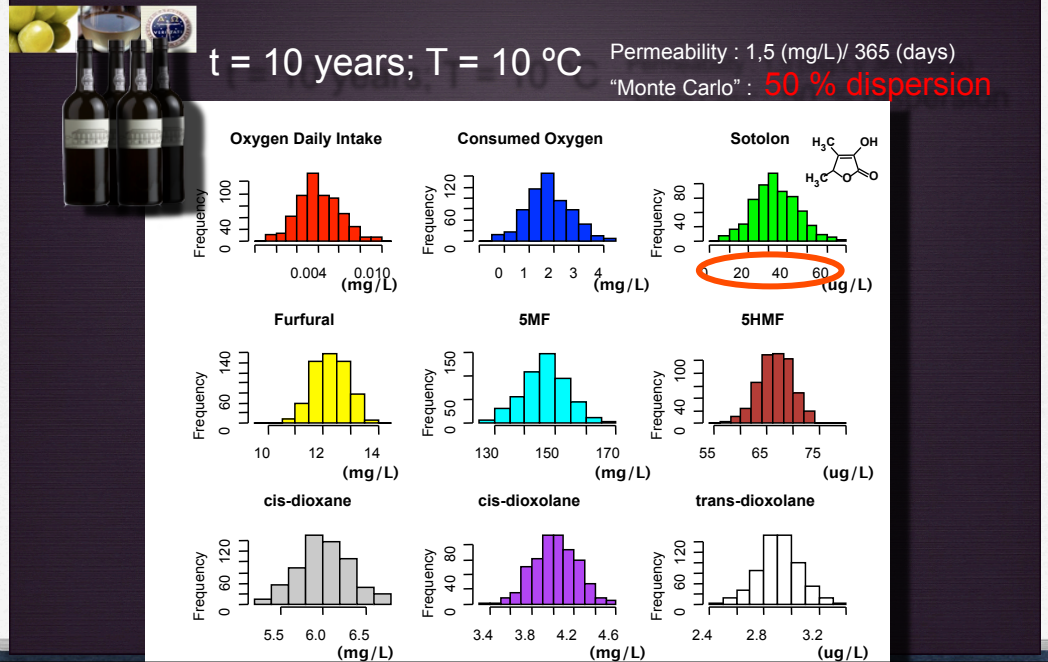 t = 10 years; T = 10 ºC
Permeability : 1,5 (mg/L)/ 365 (days)
“Monte Carlo” : 50 % dispersion
Oxygen Daily Intake
Frequency
0 40 100
0.004 0.010
(mg/L)
Consumed Oxygen
Frequency
0 60 120
0 1 2 3 4
(mg/L)
Sotolon
H3C OH
H3C O O
Frequency
0 40 80
0 20 40 60
(ug/L)
Furfural
Frequency
0 60 140
10 12 14
(mg/L)
5MF
Frequency
0 50 150
130 150 170
(mg/L)
5HMF
Frequency
0 40 100
55 65 75
(ug/L)
cis-dioxane
Frequency
0 60 120
5.5 6.0 6.5
(mg/L)
cis-dioxolane
Frequency
0 40 80
3.4 3.8 4.2 4.6
(mg/L)
trans-dioxolane
Frequency
0 60 120
2.4 2.8 3.2
(ug/L)